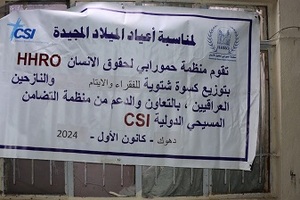 CSI
لمناسبة أعياد الميلاد المجيدة
تقوم منظمة حمورابي لحقوق الانسان HHRO
بتوزيع كسوة شتوية للفقراء والايتام والنازحين
العراقيين ، بالتعاون والدعم من منظمة التضامن
المسيحي الدولية CSI
دهوك - كانون الأول - 2024